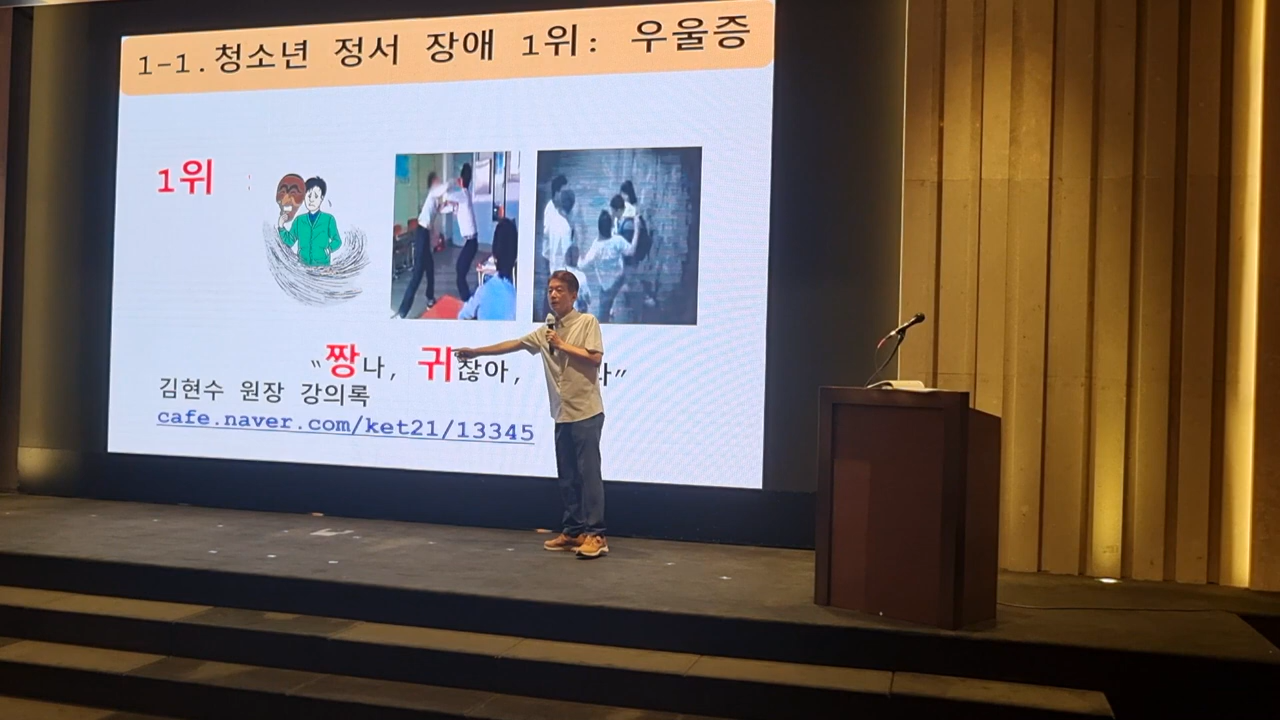 1-1.청소년 정서 장애 1위: 우울증
1위 :
“짱나, 귀찮아,
김현수 원장 강의록
cafe.naver.com/ket21/13345